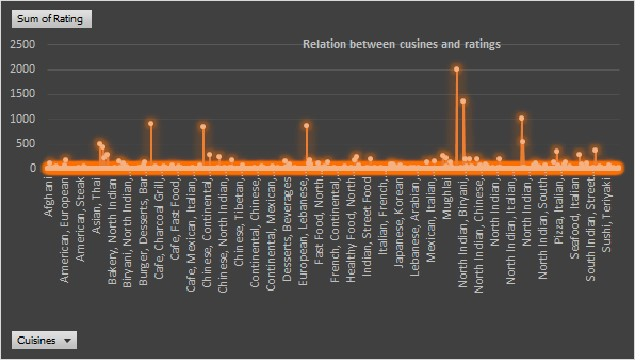 Sum of Rating
Relation between cusines and ratings
2500
2000
1500
1000
500
0
Afghani
American, European
American, Steak
Asian, Thai
Bakery, North Indian
Biryani, North Indian,
Burger, Desserts, Bar
Cafe, Charcoal Grill,
Cafe, Fast Food,
Cafe, Mexican, Italian,
Chinese, Continental,
Chinese, North Indian,
Chinese, Tibetan,
Continental, Chinese,
Continental, Mexican,
Desserts, Beverages
European, Lebanese,
Fast Food, North
French, Continental,
Healthy Food, North
Indian, Street Food
Italian, French,
Japanese, Korean
Lebanese, Arabian,
Mexican, Italian,
Mughlai
North Indian, Biryani,
North Indian, Chinese,
North Indian,
North Indian, Italian,
North Indian,
North Indian, South
Pizza, Italian,
Seafood, Italian
South Indian, Street
Sushi, Teriyaki
Cuisines